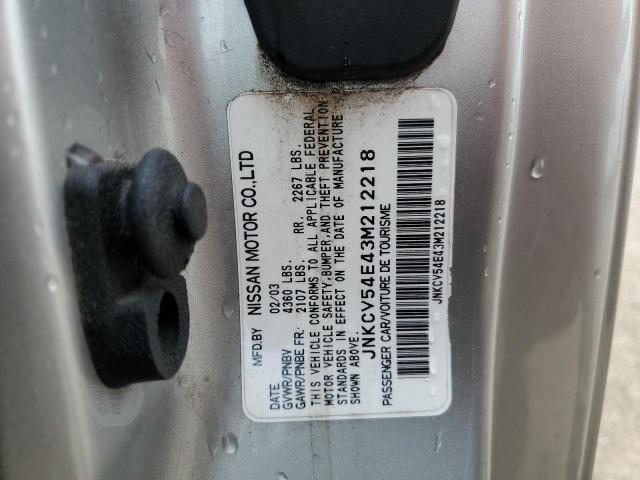 MFD.BY NISSAN MOTOR CO.,LTD
DATE 02/03
GVWR/PNBV 4360 LBS.
GAWR/PNBE FR. 2107 LBS. RR. 2267 LBS.
THIS VEHICLE CONFORMS TO ALL APPLICABLE FEDERAL
MOTOR VEHICLE SAFETY,BUMPER,AND THEFT PREVENTION
STANDARDS IN EFFECT ON THE DATE OF MANUFACTURE
SHOWN ABOVE.
JNKCV54E43M212218
PASSENGER CAR/VOITURE DE TOURISME
JNKCV54E43M212218